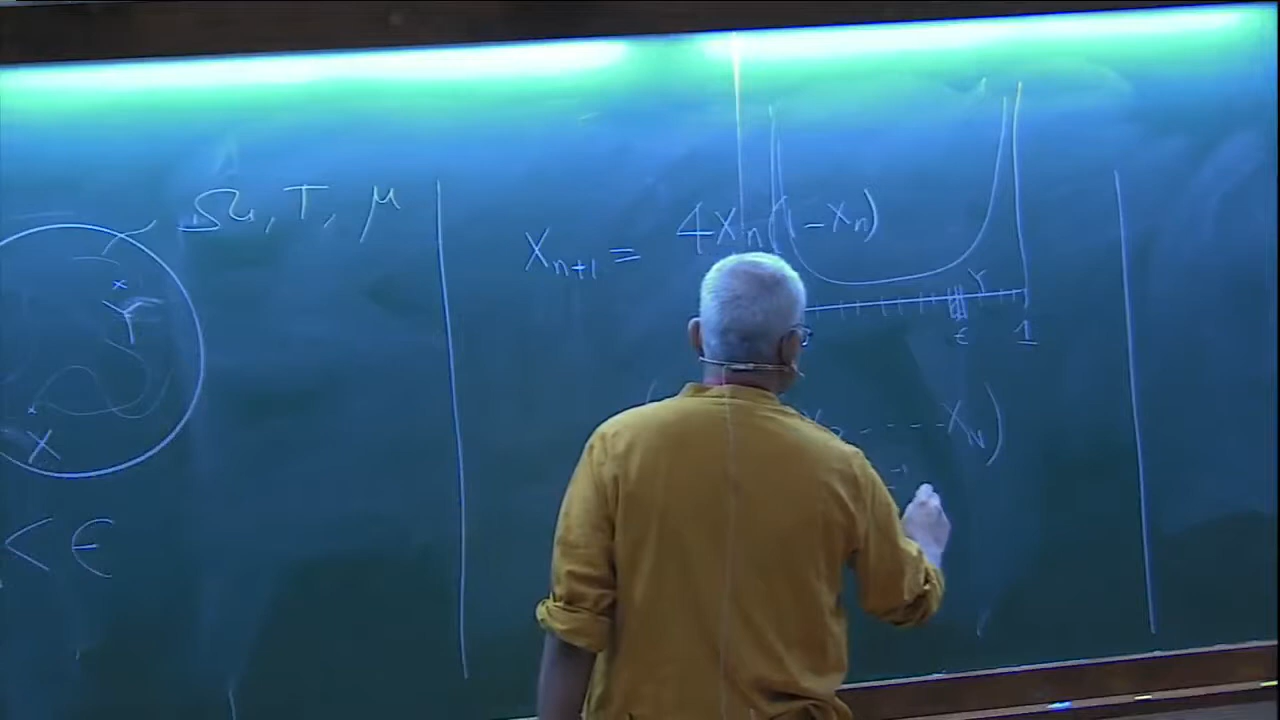 Ω, T, μ
Y
X
< ϵ
X_{n+1} = 4X_n(1-X_n)
Y
ϵ 1
- - - - X_N)